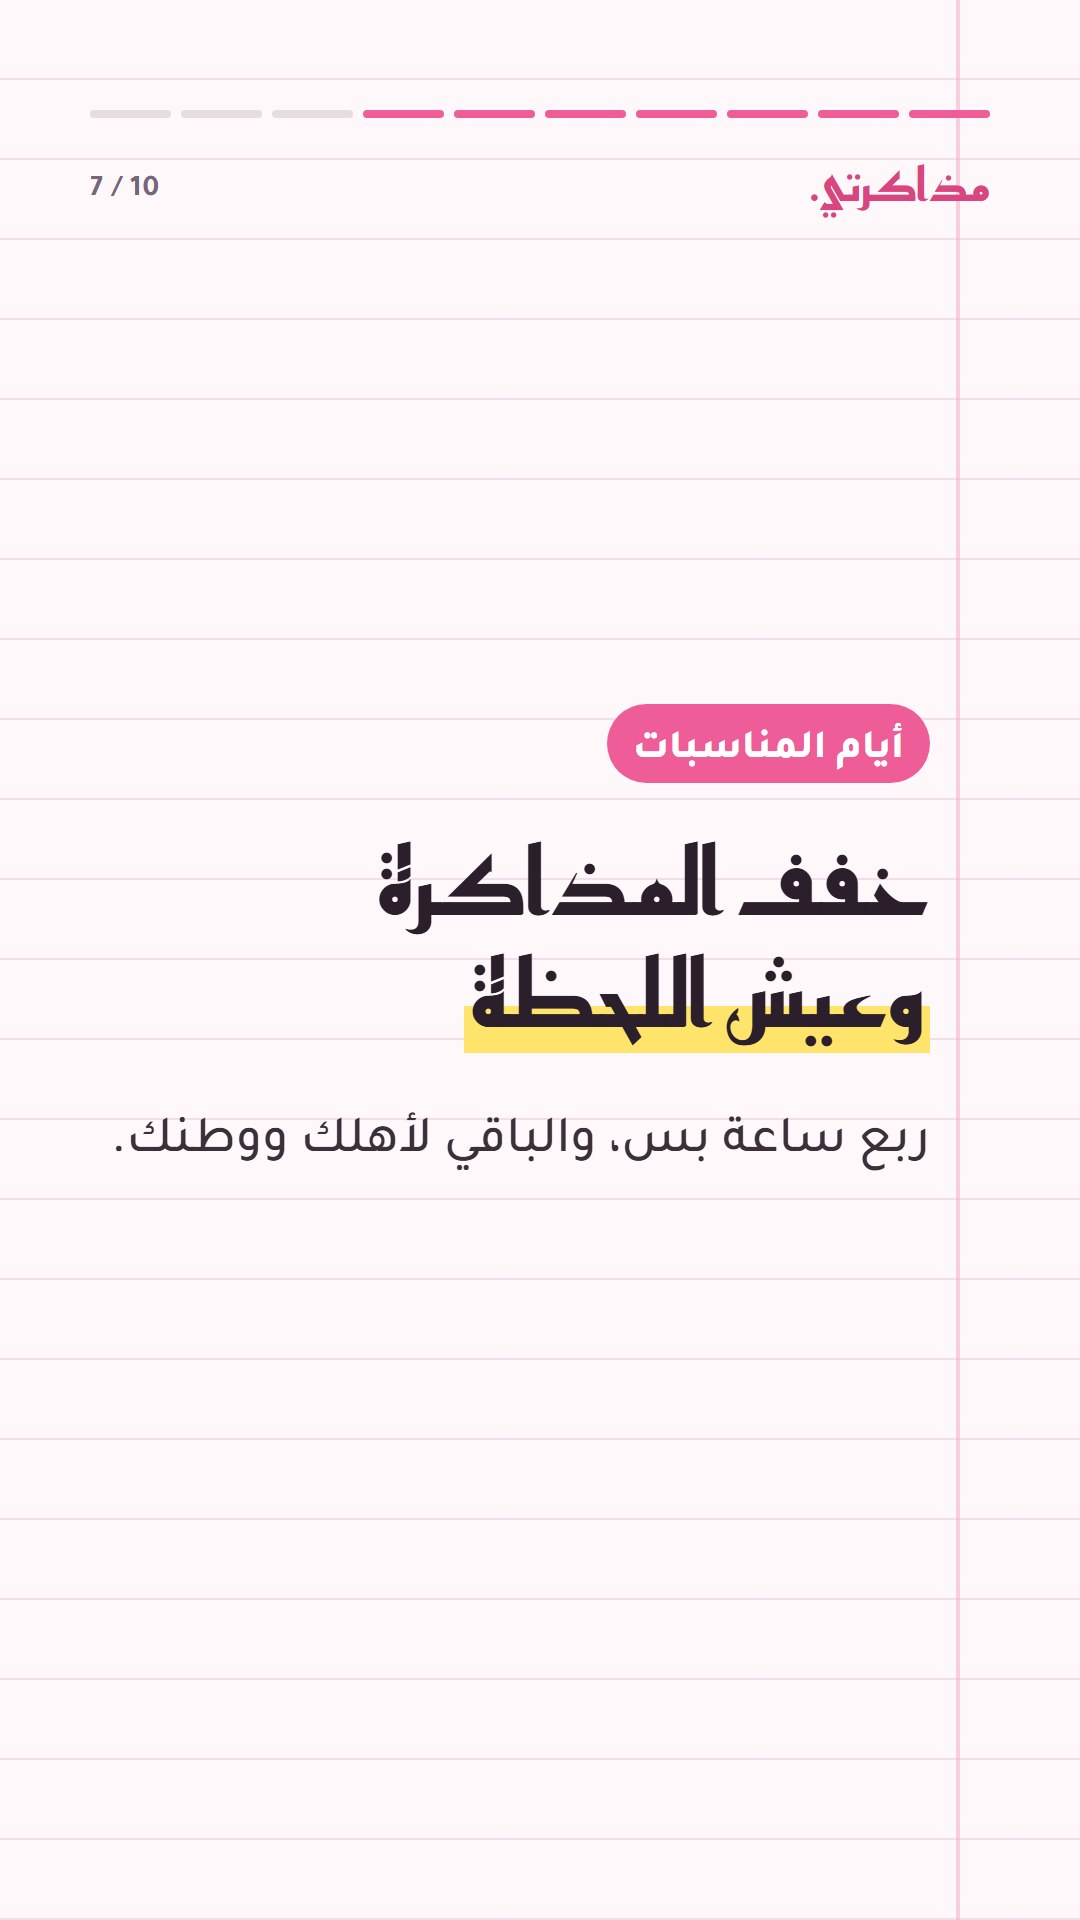 مذاكرتي.
7 / 10
أيام المناسبات
خفف المذاكرة
وعيش اللحظة
ربع ساعة بس، والباقي لأهلك ووطنك.